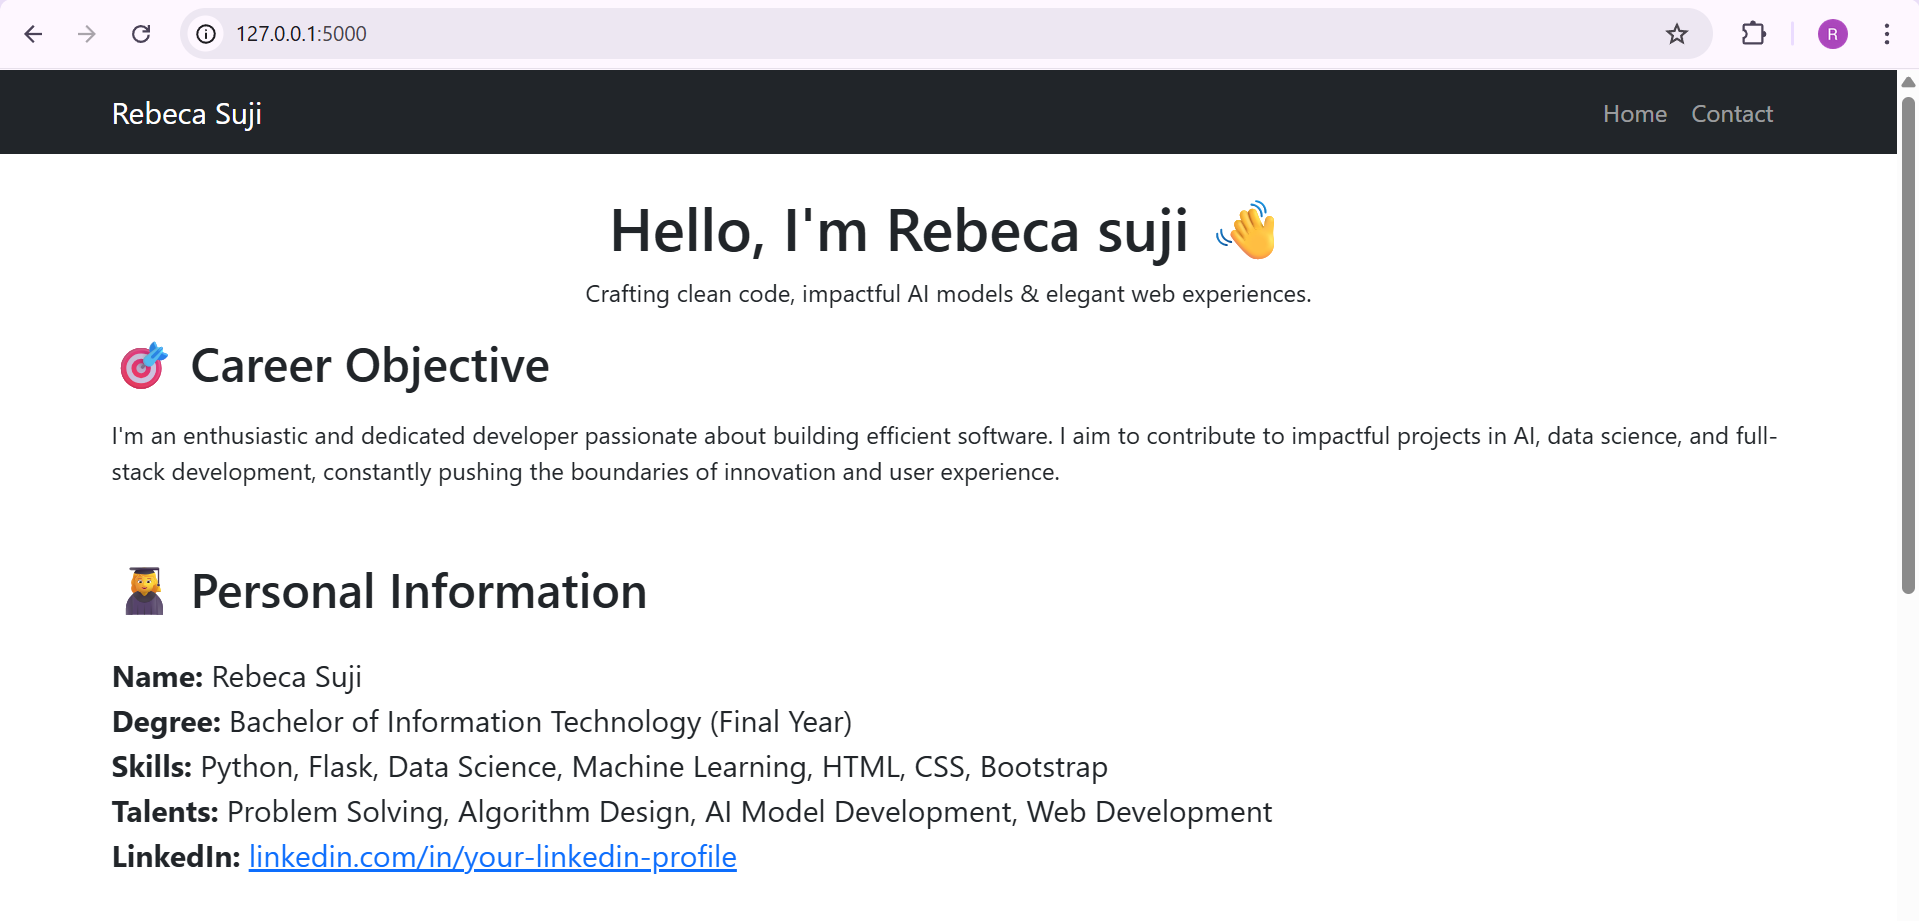 127.0.0.1:5000
R
Rebeca Suji
Home Contact
Hello, I'm Rebeca suji 👋
Crafting clean code, impactful AI models & elegant web experiences.
🎯 Career Objective
I'm an enthusiastic and dedicated developer passionate about building efficient software. I aim to contribute to impactful projects in AI, data science, and full-
stack development, constantly pushing the boundaries of innovation and user experience.
👩‍🎓 Personal Information
Name: Rebeca Suji
Degree: Bachelor of Information Technology (Final Year)
Skills: Python, Flask, Data Science, Machine Learning, HTML, CSS, Bootstrap
Talents: Problem Solving, Algorithm Design, AI Model Development, Web Development
LinkedIn: linkedin.com/in/your-linkedin-profile